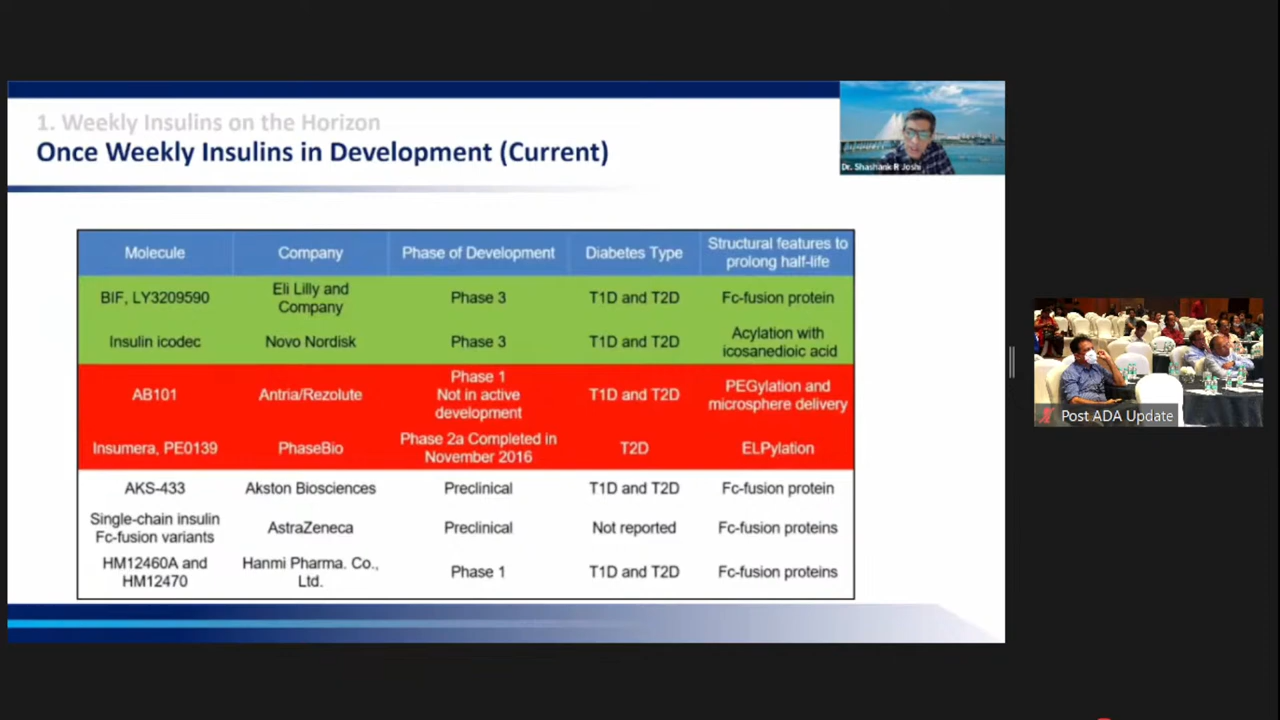 1. Weekly Insulins on the Horizon
Once Weekly Insulins in Development (Current)
Dr. Shashank R Joshi
Molecule Company Phase of Development Diabetes Type Structural features to prolong half-life
BIF, LY3209590 Eli Lilly and Company Phase 3 T1D and T2D Fc-fusion protein
Insulin icodec Novo Nordisk Phase 3 T1D and T2D Acylation with icosanedioic acid
AB101 Antria/Rezolute Phase 1 Not in active development T1D and T2D PEGylation and microsphere delivery
Insumera, PE0139 PhaseBio Phase 2a Completed in November 2016 T2D ELPylation
AKS-433 Akston Biosciences Preclinical T1D and T2D Fc-fusion protein
Single-chain insulin Fc-fusion variants AstraZeneca Preclinical Not reported Fc-fusion proteins
HM12460A and HM12470 Hanmi Pharma. Co., Ltd. Phase 1 T1D and T2D Fc-fusion proteins
Post ADA Update